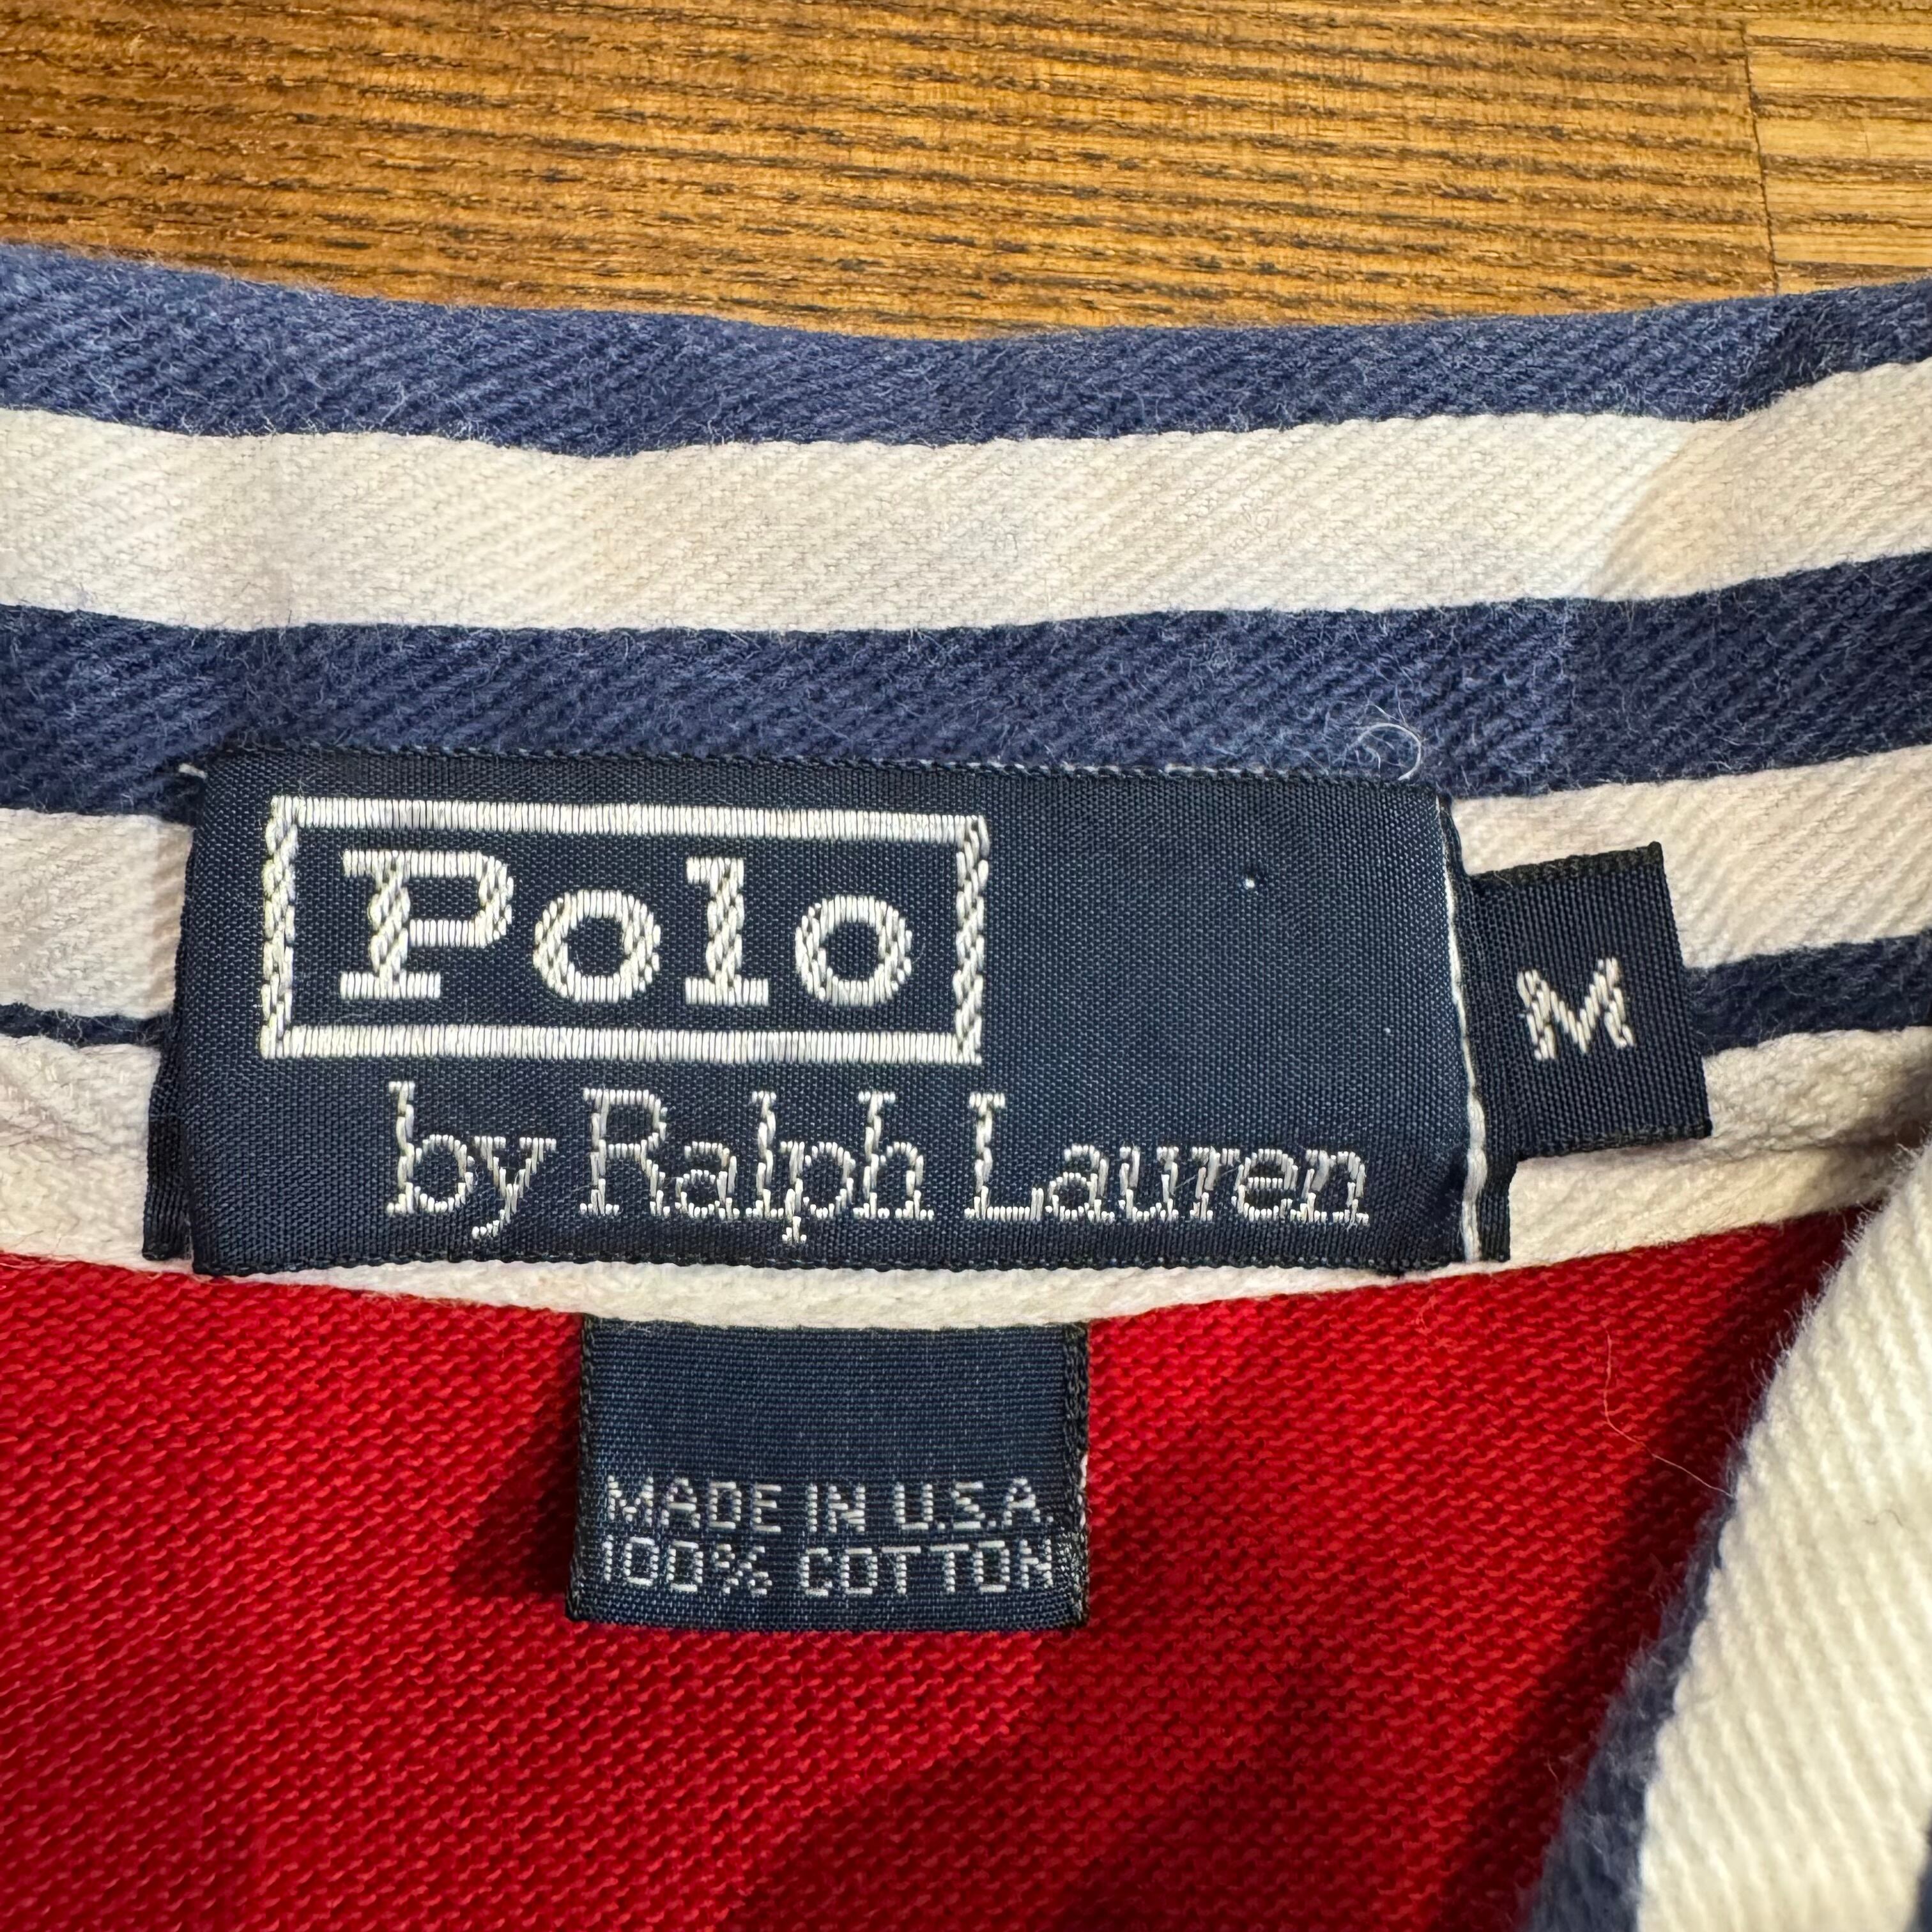 Polo
by Ralph Lauren
M
MADE IN U.S.A.
100% COTTON